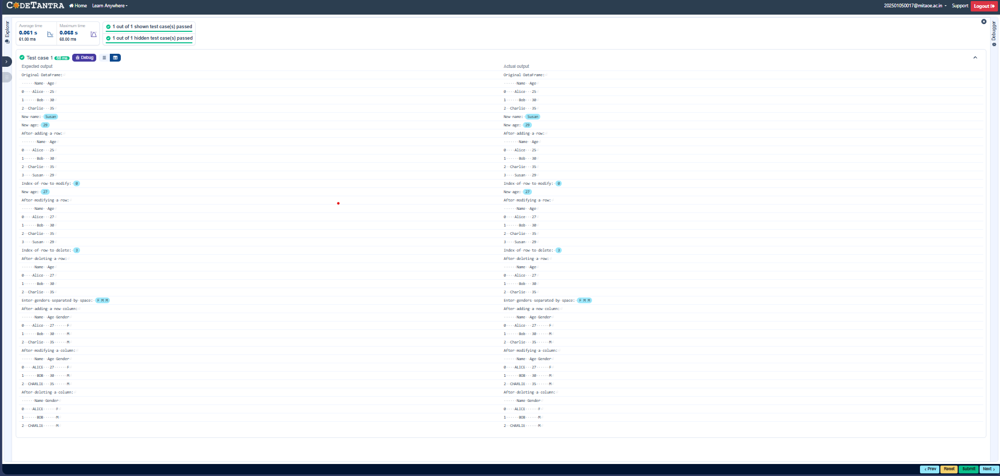 CODETANTRA Home Learn Anywhere 202501050017@mitaoe.ac.in Support Logout
Explorer
Debugger
Average time
0.061 s
61.00 ms
Maximum time
0.068 s
68.00 ms
1 out of 1 shown test case(s) passed
1 out of 1 hidden test case(s) passed
Test case 1 68 ms Debug
Expected output
Original·DataFrame:
······Name··Age
0····Alice···25
1······Bob···30
2··Charlie···35
New·name:·Susan
New·age:·29
After·adding·a·row:
·······Name··Age
0····Alice···25
1······Bob···30
2··Charlie···35
3····Susan···29
Index·of·row·to·modify:·0
New·age:·27
After·modifying·a·row:
······Name··Age
0····Alice···27
1······Bob···30
2··Charlie···35
3····Susan···29
Index·of·row·to·delete:·3
After·deleting·a·row:
······Name··Age
0····Alice···27
1······Bob···30
2··Charlie···35
Enter·genders·separated·by·space:·F M M
After·adding·a·new·column:
······Name··Age·Gender
0····Alice···27······F
1······Bob···30······M
2··Charlie···35······M
After·modifying·a·column:
······Name··Age·Gender
0····ALICE···27······F
1······BOB···30······M
2··CHARLIE···35······M
After·deleting·a·column:
······Name·Gender
0····ALICE······F
1······BOB······M
2··CHARLIE······M
Actual output
Original·DataFrame:
······Name··Age
0····Alice···25
1······Bob···30
2··Charlie···35
New·name:·Susan
New·age:·29
After·adding·a·row:
·······Name··Age
0····Alice···25
1······Bob···30
2··Charlie···35
3····Susan···29
Index·of·row·to·modify:·0
New·age:·27
After·modifying·a·row:
······Name··Age
0····Alice···27
1······Bob···30
2··Charlie···35
3····Susan···29
Index·of·row·to·delete:·3
After·deleting·a·row:
······Name··Age
0····Alice···27
1······Bob···30
2··Charlie···35
Enter·genders·separated·by·space:·F M M
After·adding·a·new·column:
······Name··Age·Gender
0····Alice···27······F
1······Bob···30······M
2··Charlie···35······M
After·modifying·a·column:
······Name··Age·Gender
0····ALICE···27······F
1······BOB···30······M
2··CHARLIE···35······M
After·deleting·a·column:
······Name·Gender
0····ALICE······F
1······BOB······M
2··CHARLIE······M
‹ Prev Reset Submit Next ›